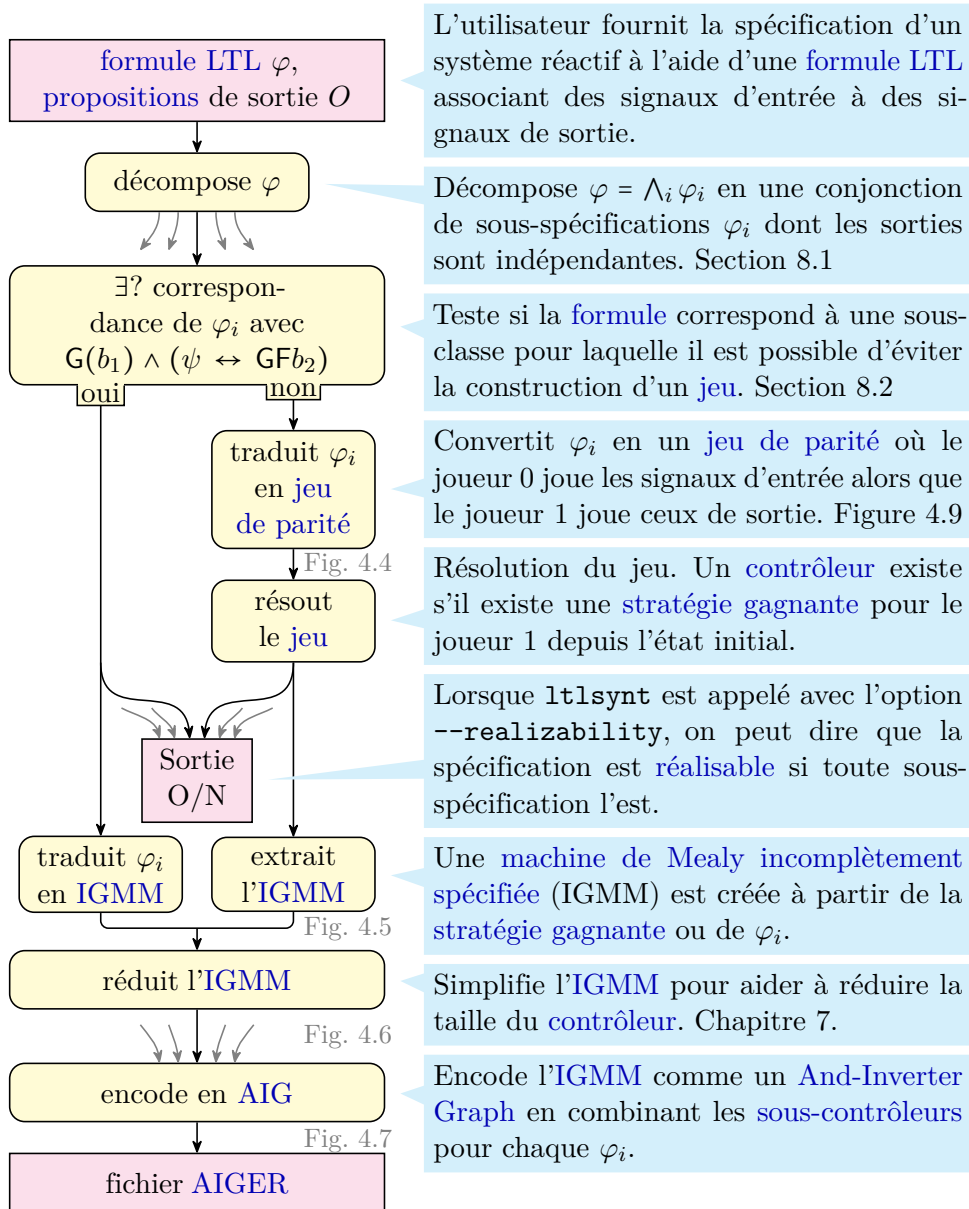 formule LTL φ,
propositions de sortie O
L'utilisateur fournit la spécification d'un
système réactif à l'aide d'une formule LTL
associant des signaux d'entrée à des si-
gnaux de sortie.
décompose φ
Décompose φ = ⋀ᵢ φᵢ en une conjonction
de sous-spécifications φᵢ dont les sorties
sont indépendantes. Section 8.1
∃? correspon-
dance de φᵢ avec
G(b₁) ∧ (ψ ↔ GFb₂)
oui
non
Teste si la formule correspond à une sous-
classe pour laquelle il est possible d'éviter
la construction d'un jeu. Section 8.2
traduit φᵢ
en jeu
de parité
Fig. 4.4
Convertit φᵢ en un jeu de parité où le
joueur 0 joue les signaux d'entrée alors que
le joueur 1 joue ceux de sortie. Figure 4.9
résout
le jeu
Résolution du jeu. Un contrôleur existe
s'il existe une stratégie gagnante pour le
joueur 1 depuis l'état initial.
Sortie
O/N
Lorsque ltlsynt est appelé avec l'option
--realizability, on peut dire que la
spécification est réalisable si toute sous-
spécification l'est.
traduit φᵢ
en IGMM
extrait
l'IGMM
Fig. 4.5
Une machine de Mealy incomplètement
spécifiée (IGMM) est créée à partir de la
stratégie gagnante ou de φᵢ.
réduit l'IGMM
Fig. 4.6
Simplifie l'IGMM pour aider à réduire la
taille du contrôleur. Chapitre 7.
encode en AIG
Fig. 4.7
Encode l'IGMM comme un And-Inverter
Graph en combinant les sous-contrôleurs
pour chaque φᵢ.
fichier AIGER